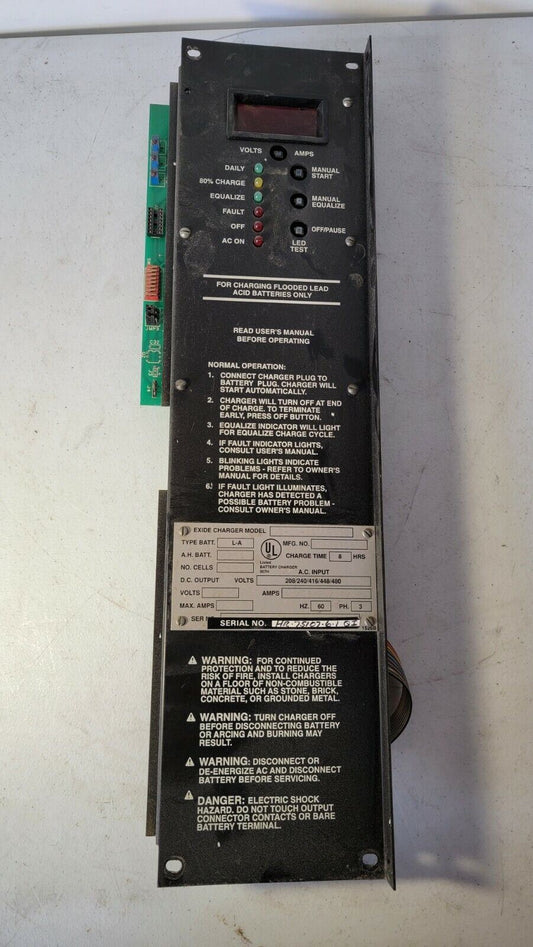 VOLTS AMPS
DAILY
80% CHARGE
EQUALIZE
FAULT
OFF
AC ON
MANUAL
START
MANUAL
EQUALIZE
OFF/PAUSE
LED
TEST
FOR CHARGING FLOODED LEAD
ACID BATTERIES ONLY
READ USER'S MANUAL
BEFORE OPERATING
NORMAL OPERATION:
1. CONNECT CHARGER PLUG TO
BATTERY PLUG. CHARGER WILL
START AUTOMATICALLY.
2. CHARGER WILL TURN OFF AT END
OF CHARGE. TO TERMINATE
EARLY, PRESS OFF BUTTON.
3. EQUALIZE INDICATOR WILL LIGHT
FOR EQUALIZE CHARGE CYCLE.
4. IF FAULT INDICATOR LIGHTS,
CONSULT USER'S MANUAL.
5. BLINKING LIGHTS INDICATE
PROBLEMS - REFER TO OWNER'S
MANUAL FOR DETAILS.
6. IF FAULT LIGHT ILLUMINATES,
CHARGER HAS DETECTED A
POSSIBLE BATTERY PROBLEM -
CONSULT OWNER'S MANUAL.
EXIDE CHARGER MODEL
TYPE BATT. L-A UL MFG. NO.
A.H. BATT. CHARGE TIME 8 HRS
Listed
BATTERY CHARGER
NO. CELLS A.C. INPUT
D.C. OUTPUT VOLTS 208/240/416/448/480
VOLTS AMPS
MAX. AMPS HZ. 60 PH. 3
SER N
SERIAL NO.
WARNING: FOR CONTINUED
PROTECTION AND TO REDUCE THE
RISK OF FIRE, INSTALL CHARGERS
ON A FLOOR OF NON-COMBUSTIBLE
MATERIAL SUCH AS STONE, BRICK,
CONCRETE, OR GROUNDED METAL.
WARNING: TURN CHARGER OFF
BEFORE DISCONNECTING BATTERY
OR ARCING AND BURNING MAY
RESULT.
WARNING: DISCONNECT OR
DE-ENERGIZE AC AND DISCONNECT
BATTERY BEFORE SERVICING.
DANGER: ELECTRIC SHOCK
HAZARD. DO NOT TOUCH OUTPUT
CONNECTOR CONTACTS OR BARE
BATTERY TERMINAL.